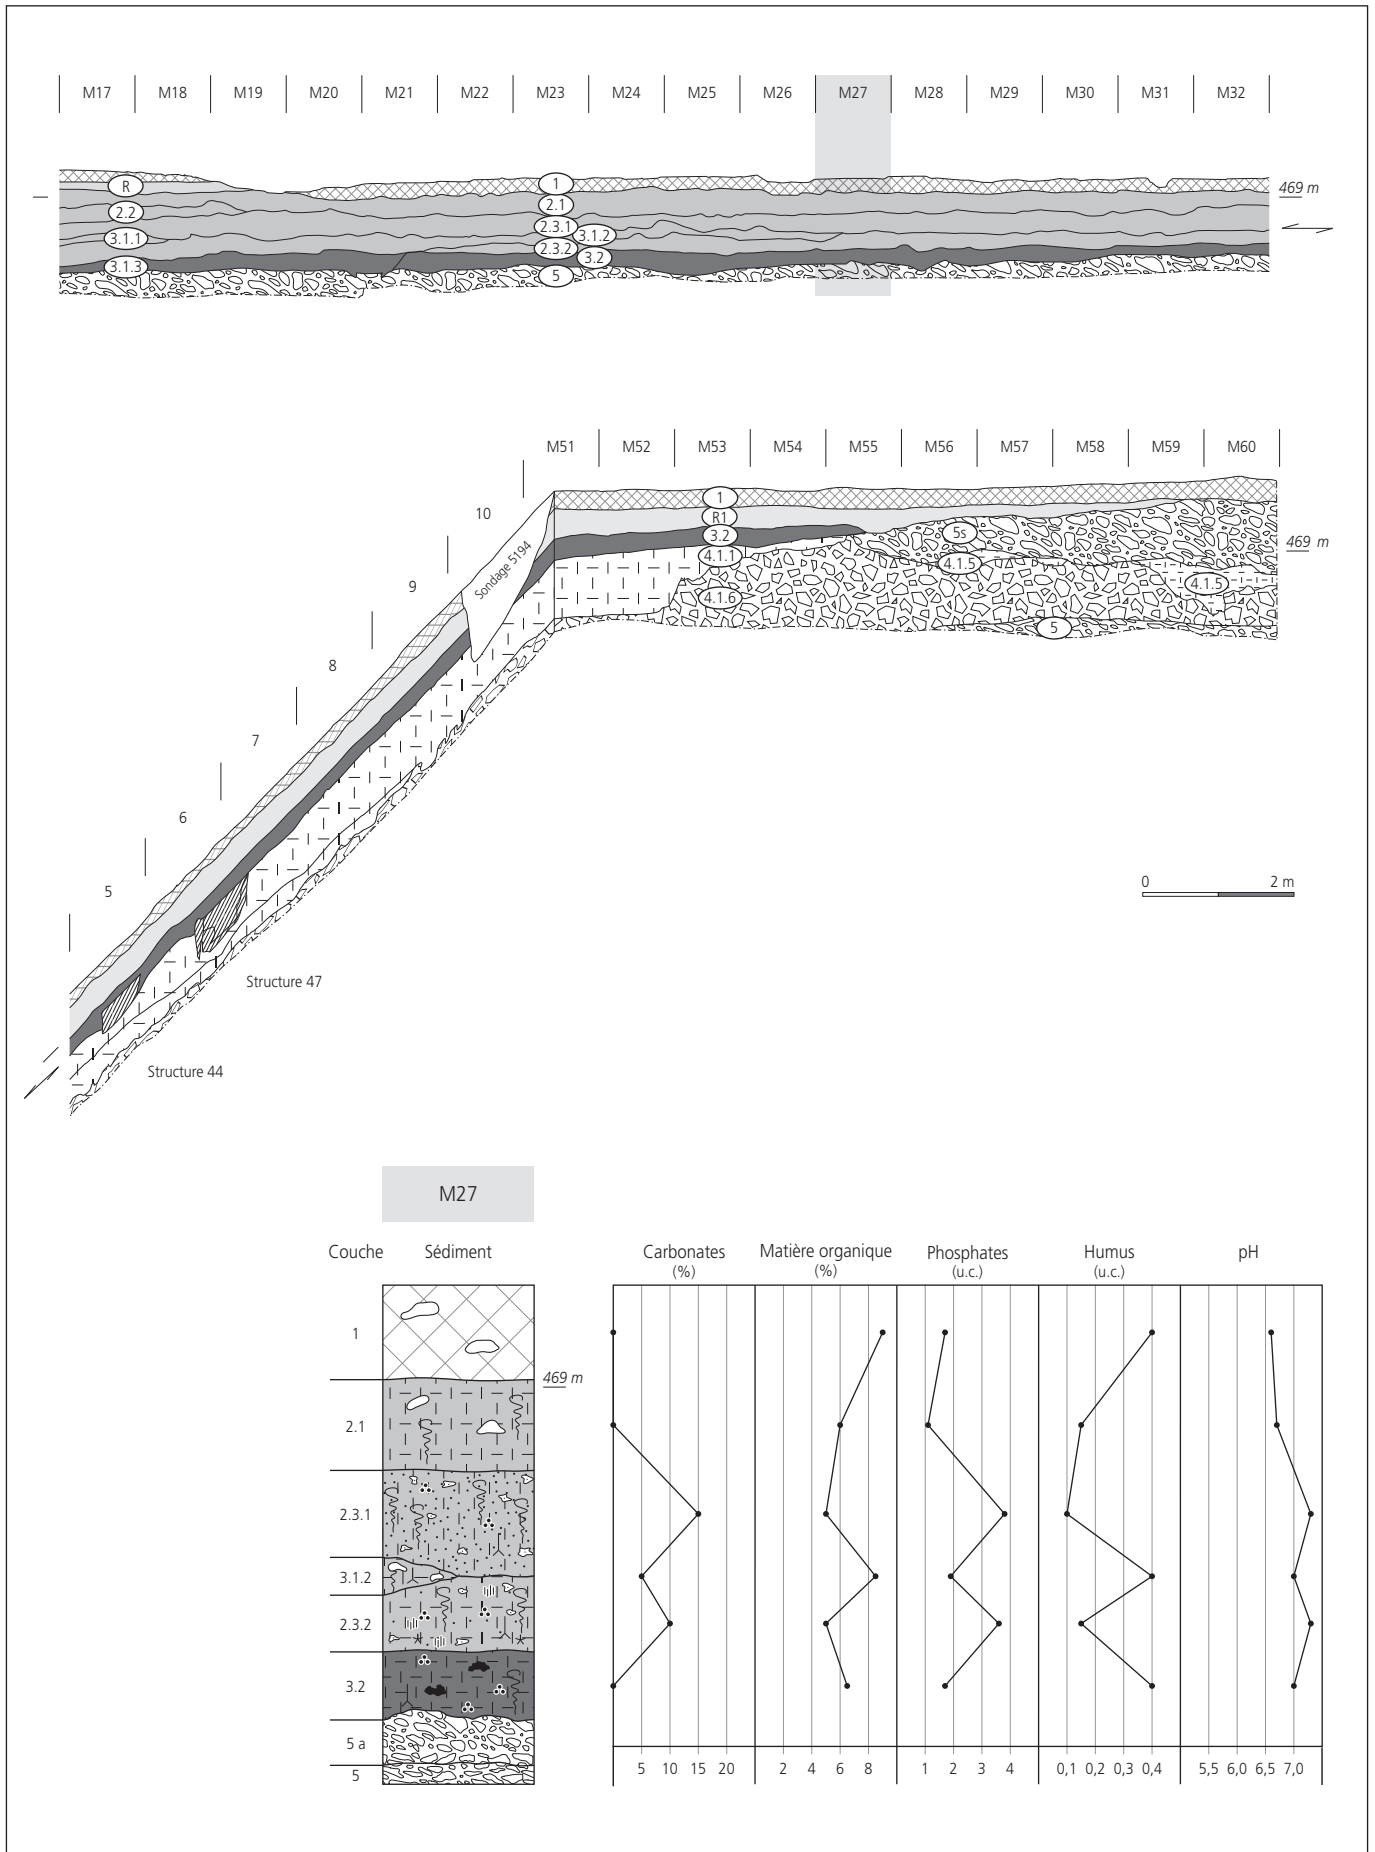 M17 M18 M19 M20 M21 M22 M23 M24 M25 M26 M27 M28 M29 M30 M31 M32
R 1 469 m
2.2 2.1
2.3.1
3.1.1 3.1.2
2.3.2
3.1.3 3.2
5
M51 M52 M53 M54 M55 M56 M57 M58 M59 M60
10
1
R1
3.2 5s 469 m
4.1.1 4.1.5
Sondage 5194
9 4.1.6 4.1.5
5
8
7
6
5
0 2 m
Structure 47
Structure 44
M27
Couche Sédiment Carbonates Matière organique Phosphates Humus pH
(%) (%) (u.c.) (u.c.)
1
469 m
2.1
2.3.1
3.1.2
2.3.2
3.2
5 a
5
5 10 15 20 2 4 6 8 1 2 3 4 0,1 0,2 0,3 0,4 5,5 6,0 6,5 7,0